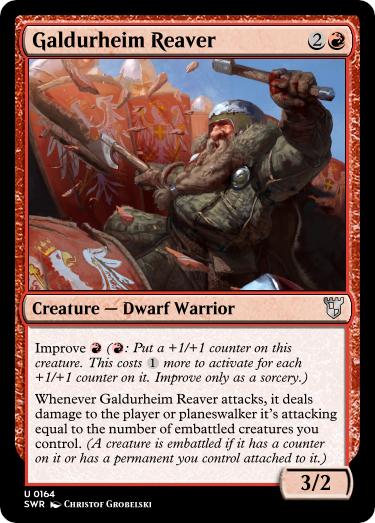 Galdurheim Reaver 2
Creature — Dwarf Warrior
Improve (: Put a +1/+1 counter on this
creature. This costs 1 more to activate for each
+1/+1 counter on it. Improve only as a sorcery.)
Whenever Galdurheim Reaver attacks, it deals
damage to the player or planeswalker it's attacking
equal to the number of embattled creatures you
control. (A creature is embattled if it has a counter
on it or has a permanent you control attached to it.)
3/2
U 0164
SWR Christof Grobelski